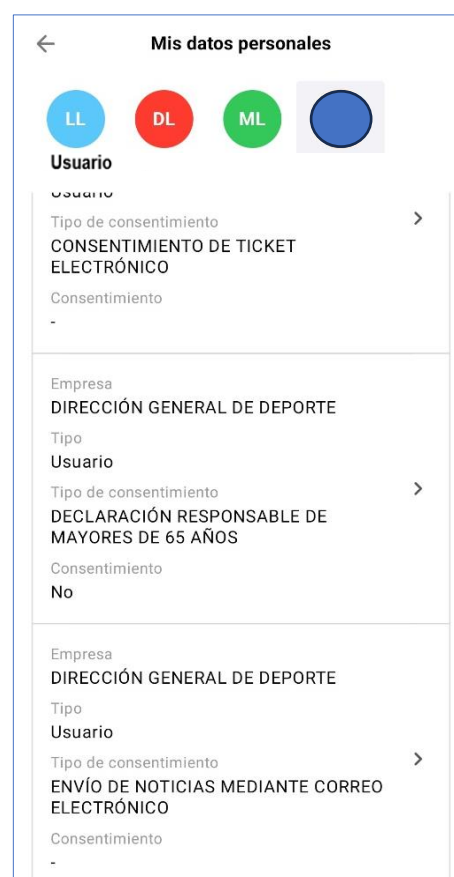 Mis datos personales
LL DL ML
Usuario
Usuario
Tipo de consentimiento
CONSENTIMIENTO DE TICKET
ELECTRÓNICO
Consentimiento
-
Empresa
DIRECCIÓN GENERAL DE DEPORTE
Tipo
Usuario
Tipo de consentimiento
DECLARACIÓN RESPONSABLE DE
MAYORES DE 65 AÑOS
Consentimiento
No
Empresa
DIRECCIÓN GENERAL DE DEPORTE
Tipo
Usuario
Tipo de consentimiento
ENVÍO DE NOTICIAS MEDIANTE CORREO
ELECTRÓNICO
Consentimiento
-